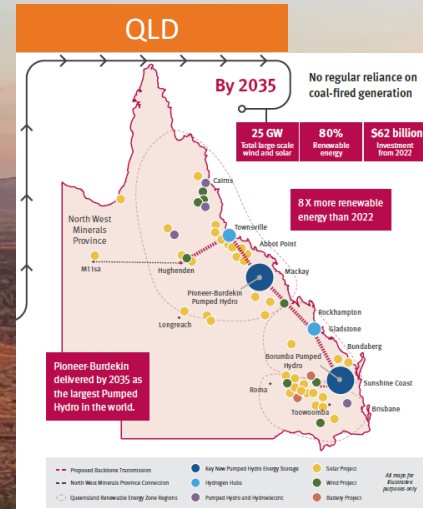 QLD
By 2035
No regular reliance on
coal-fired generation
25 GW
Total large-scale
wind and solar
80%
Renewable
energy
$62 billion
Investment
from 2022
8X more renewable
energy than 2022
Cairns
North West
Minerals
Province
Townsville
Abbot Point
Mt Isa
Hughenden
Mackay
Pioneer-Burdekin
Pumped Hydro
Longreach
Rockhampton
Gladstone
Bundaberg
Borumba Pumped
Hydro
Pioneer-Burdekin
delivered by 2035 as
the largest Pumped
Hydro in the world.
Roma
Sunshine Coast
Toowoomba
Brisbane
Proposed Backbone Transmission
North West Minerals Province Connection
Queensland Renewable Energy Zone Regions
Key New Pumped Hydro Energy Storage
Hydrogen Hubs
Pumped Hydro and Hydroelectric
Solar Project
Wind Project
Battery Project
All maps for
illustrative
purposes only